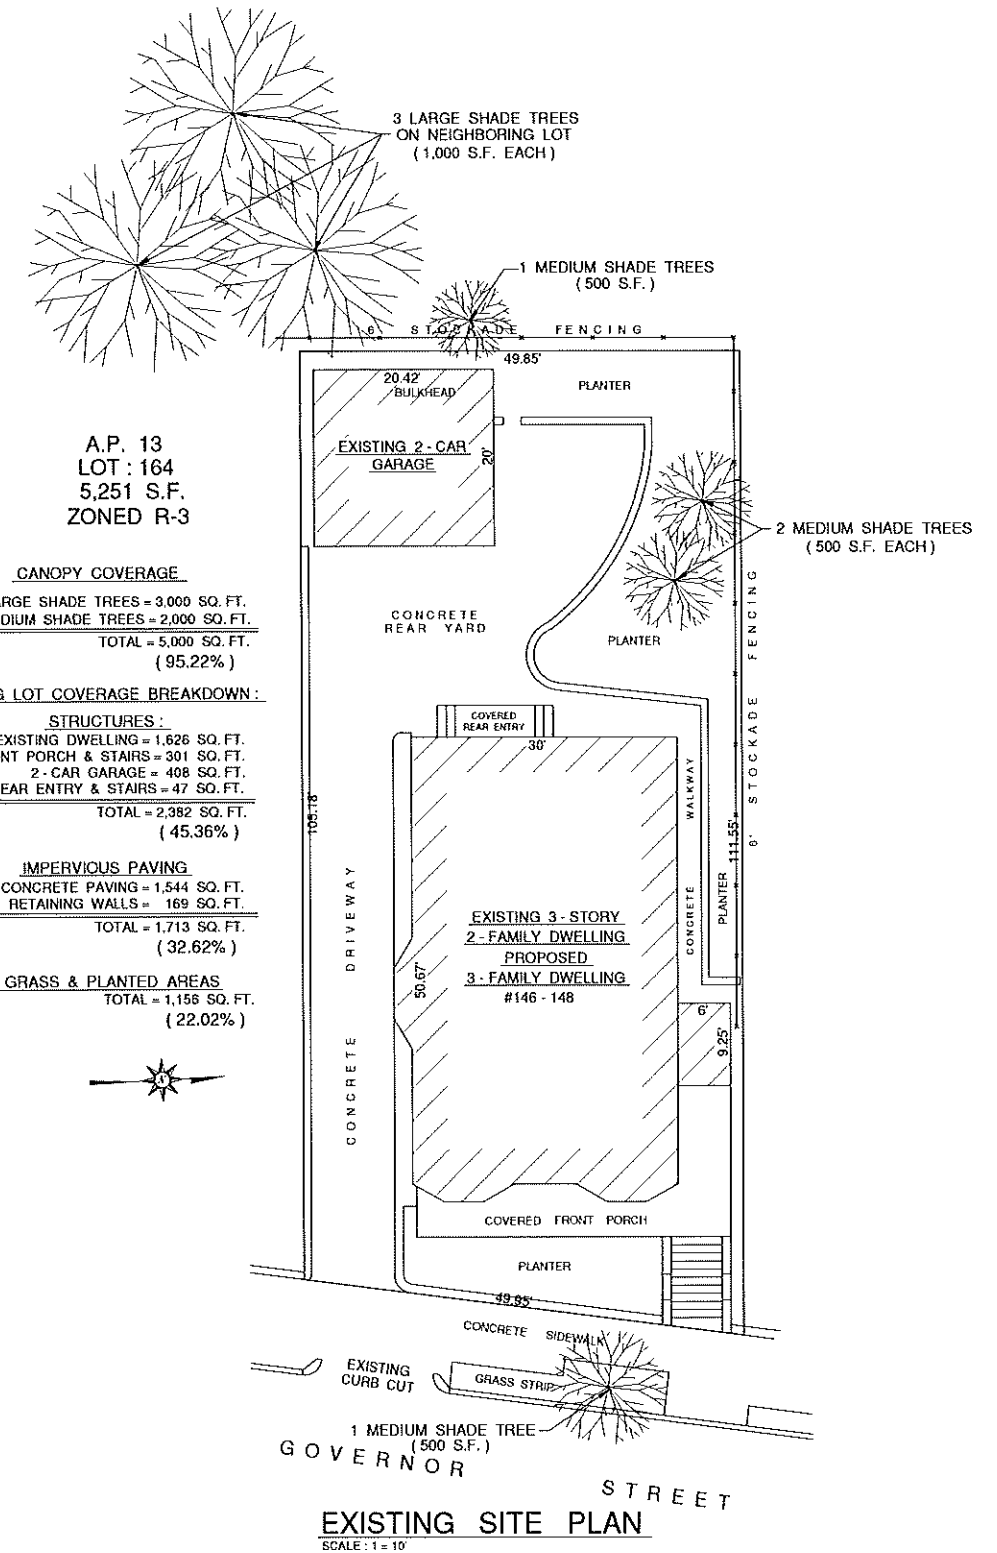 3 LARGE SHADE TREES
ON NEIGHBORING LOT
(1,000 S.F. EACH)
1 MEDIUM SHADE TREES
(500 S.F.)
6' STOCKADE FENCING
49.85'
20.42'
BULKHEAD
PLANTER
EXISTING 2-CAR
GARAGE
20'
A.P. 13
LOT : 164
5,251 S.F.
ZONED R-3
2 MEDIUM SHADE TREES
(500 S.F. EACH)
CANOPY COVERAGE
ARGE SHADE TREES = 3,000 SQ. FT.
DIUM SHADE TREES = 2,000 SQ. FT.
TOTAL = 5,000 SQ. FT.
(95.22%)
CONCRETE
REAR YARD
PLANTER
6' STOCKADE FENCING
G LOT COVERAGE BREAKDOWN :
STRUCTURES :
EXISTING DWELLING = 1,626 SQ. FT.
NT PORCH & STAIRS = 301 SQ. FT.
2-CAR GARAGE = 408 SQ. FT.
EAR ENTRY & STAIRS = 47 SQ. FT.
TOTAL = 2,382 SQ. FT.
(45.36%)
COVERED
REAR ENTRY
30'
105.18'
CONCRETE WALKWAY
111.55'
IMPERVIOUS PAVING
CONCRETE PAVING = 1,544 SQ. FT.
RETAINING WALLS = 169 SQ. FT.
TOTAL = 1,713 SQ. FT.
(32.62%)
CONCRETE DRIVEWAY
PLANTER
EXISTING 3-STORY
2-FAMILY DWELLING
PROPOSED
3-FAMILY DWELLING
#146-148
50.67'
GRASS & PLANTED AREAS
TOTAL = 1,156 SQ. FT.
(22.02%)
6'
9.25'
N
COVERED FRONT PORCH
PLANTER
49.95'
CONCRETE SIDEWALK
EXISTING
CURB CUT
GRASS STRIP
1 MEDIUM SHADE TREE
(500 S.F.)
GOVERNOR STREET
EXISTING SITE PLAN
SCALE : 1 = 10'